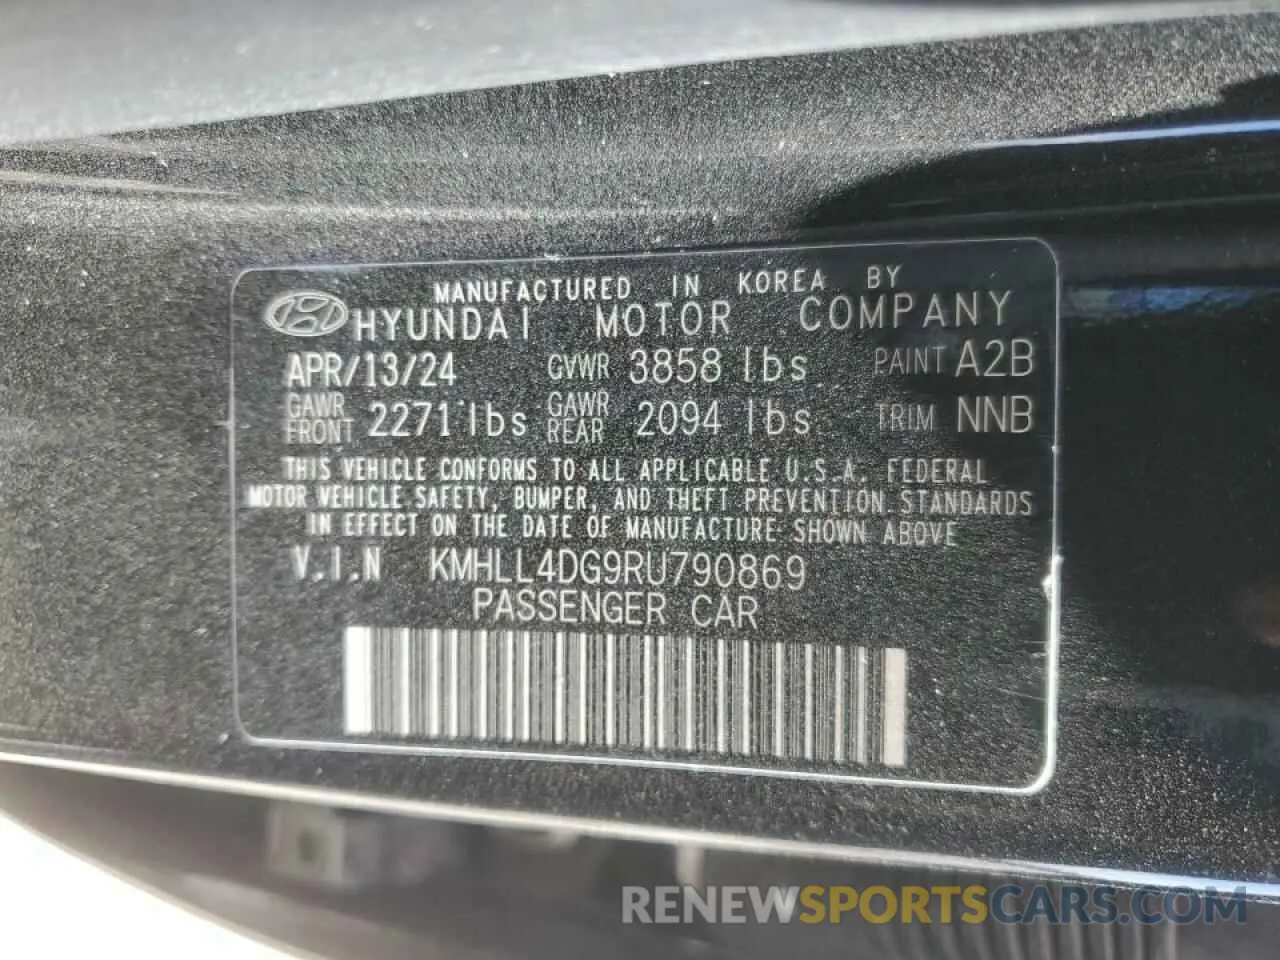 MANUFACTURED IN KOREA BY
HYUNDAI MOTOR COMPANY
APR/13/24 GVWR 3858 lbs PAINT A2B
GAWR FRONT 2271 lbs GAWR REAR 2094 lbs TRIM NNB
THIS VEHICLE CONFORMS TO ALL APPLICABLE U.S.A. FEDERAL
MOTOR VEHICLE SAFETY, BUMPER, AND THEFT PREVENTION STANDARDS
IN EFFECT ON THE DATE OF MANUFACTURE SHOWN ABOVE
V.I.N KMHLL4DG9RU790869
PASSENGER CAR
RENEWSPORTSCARS.COM